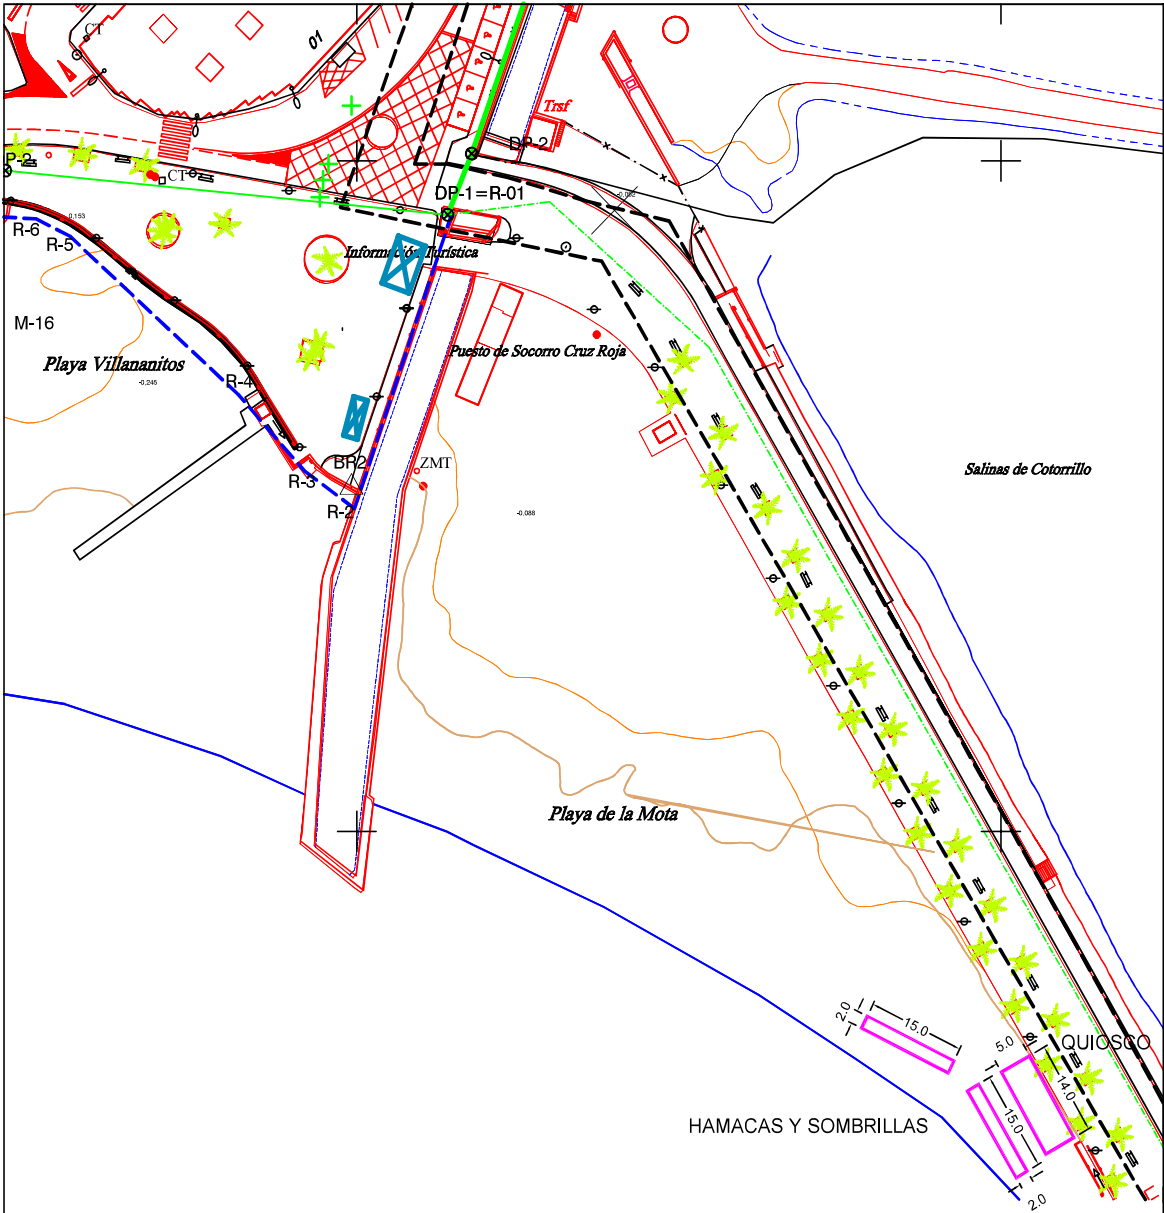 CT
01
Trsf
DP-2
P-2
CT
DP-1=R-01
-0,153
R-6
R-5
Información Turística
M-16
Playa Villananitos
-0,245
Puesto de Socorro Cruz Roja
R-4
BR2
ZMT
R-3
R-2
-0,088
Salinas de Cotorrillo
Playa de la Mota
2.0
15.0
5.0
QUIOSCO
14.0
15.0
HAMACAS Y SOMBRILLAS
2.0